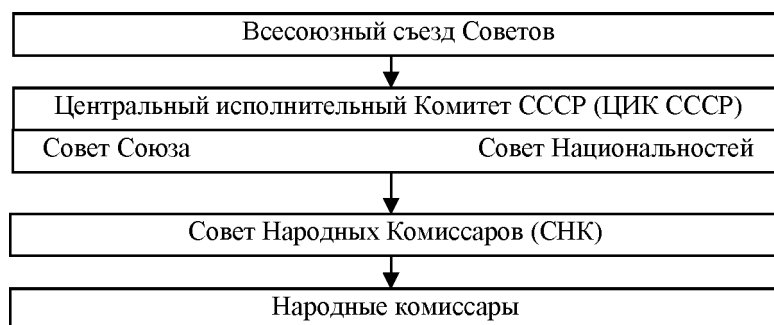 Всесоюзный съезд Советов
Центральный исполнительный Комитет СССР (ЦИК СССР)
Совет Союза Совет Национальностей
Совет Народных Комиссаров (СНК)
Народные комиссары